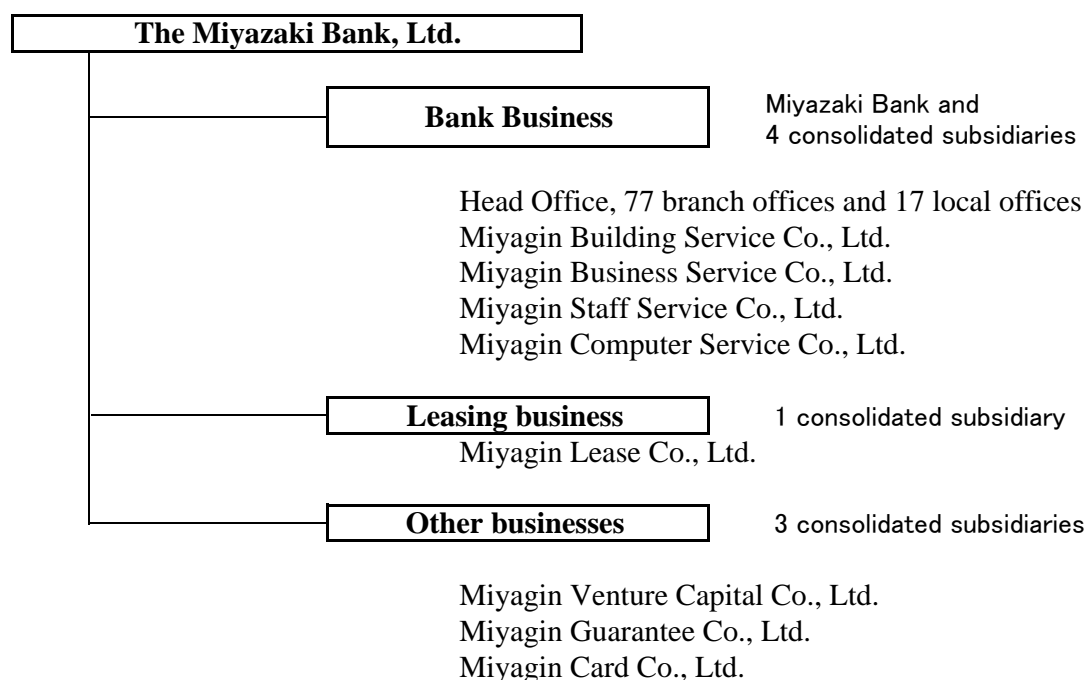 The Miyazaki Bank, Ltd.
Bank Business
Miyazaki Bank and
4 consolidated subsidiaries
Head Office, 77 branch offices and 17 local offices
Miyagin Building Service Co., Ltd.
Miyagin Business Service Co., Ltd.
Miyagin Staff Service Co., Ltd.
Miyagin Computer Service Co., Ltd.
Leasing business
1 consolidated subsidiary
Miyagin Lease Co., Ltd.
Other businesses
3 consolidated subsidiaries
Miyagin Venture Capital Co., Ltd.
Miyagin Guarantee Co., Ltd.
Miyagin Card Co., Ltd.